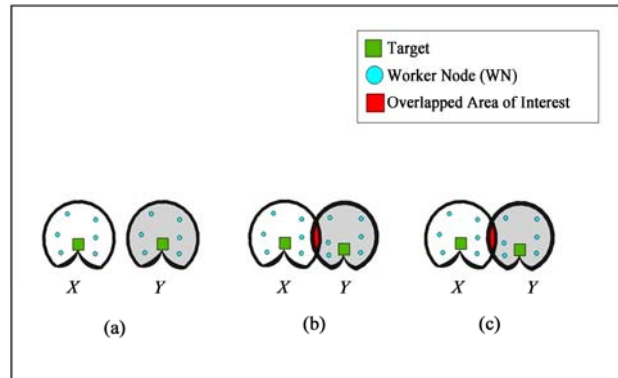 Target
Worker Node (WN)
Overlapped Area of Interest
X Y X Y X Y
(a) (b) (c)